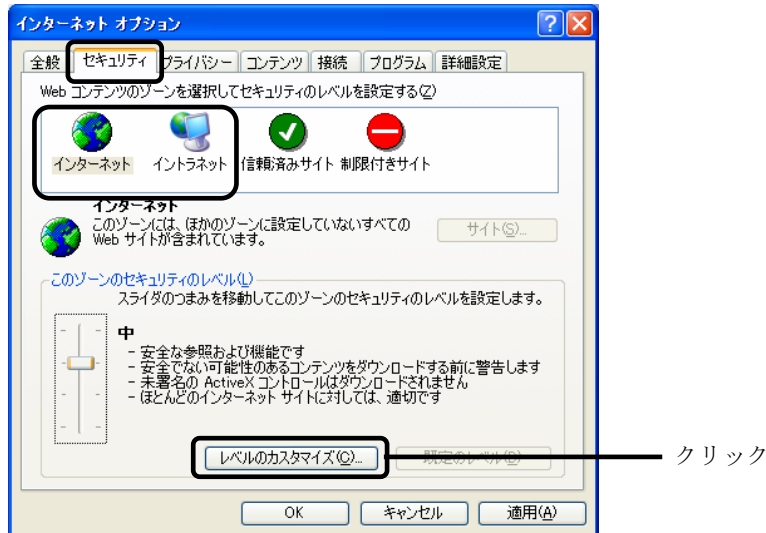 インターネット オプション
全般 セキュリティ プライバシー コンテンツ 接続 プログラム 詳細設定
Web コンテンツのゾーンを選択してセキュリティのレベルを設定する(Z)
インターネット イントラネット 信頼済みサイト 制限付きサイト
インターネット
このゾーンには、ほかのゾーンに設定していないすべての
Web サイトが含まれています。
サイト(S)...
このゾーンのセキュリティのレベル(L)
スライダのつまみを移動してこのゾーンのセキュリティのレベルを設定します。
中
- 安全な参照および機能です
- 安全でない可能性のあるコンテンツをダウンロードする前に警告します
- 未署名の ActiveX コントロールはダウンロードされません
- ほとんどのインターネット サイトに対しては、適切です
レベルのカスタマイズ(C)... 既定のレベル(D)
クリック
OK キャンセル 適用(A)